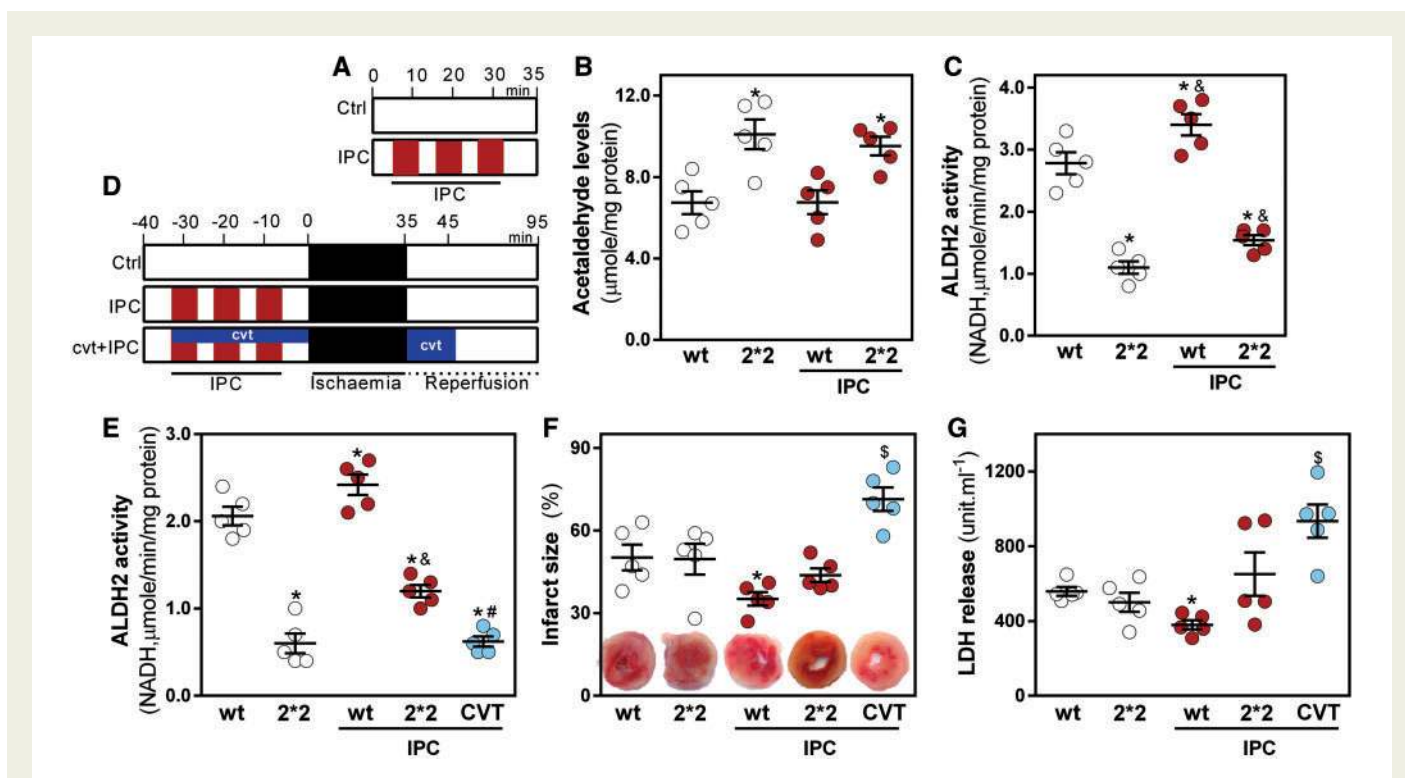 A
0 10 20 30 35
min
Ctrl
IPC
IPC
B
Acetaldehyde levels
(μmole/mg protein)
12.0
8.0
4.0
0.0
*
*
wt 2*2 wt 2*2
IPC
C
ALDH2 activity
(NADH,μmole/min/mg protein)
4.0
3.0
2.0
1.0
0.0
*
* &
* &
wt 2*2 wt 2*2
IPC
D
-40 -30 -20 -10 0 35 45 95
min
Ctrl
IPC
cvt+IPC
cvt
cvt
IPC Ischaemia Reperfusion
E
ALDH2 activity
(NADH,μmole/min/mg protein)
3.0
2.0
1.0
0.0
*
*
* &
* #
wt 2*2 wt 2*2 CVT
IPC
F
Infarct size (%)
90
60
30
0
*
$
wt 2*2 wt 2*2 CVT
IPC
G
LDH release (unit.ml-1)
1200
800
400
0
*
$
wt 2*2 wt 2*2 CVT
IPC